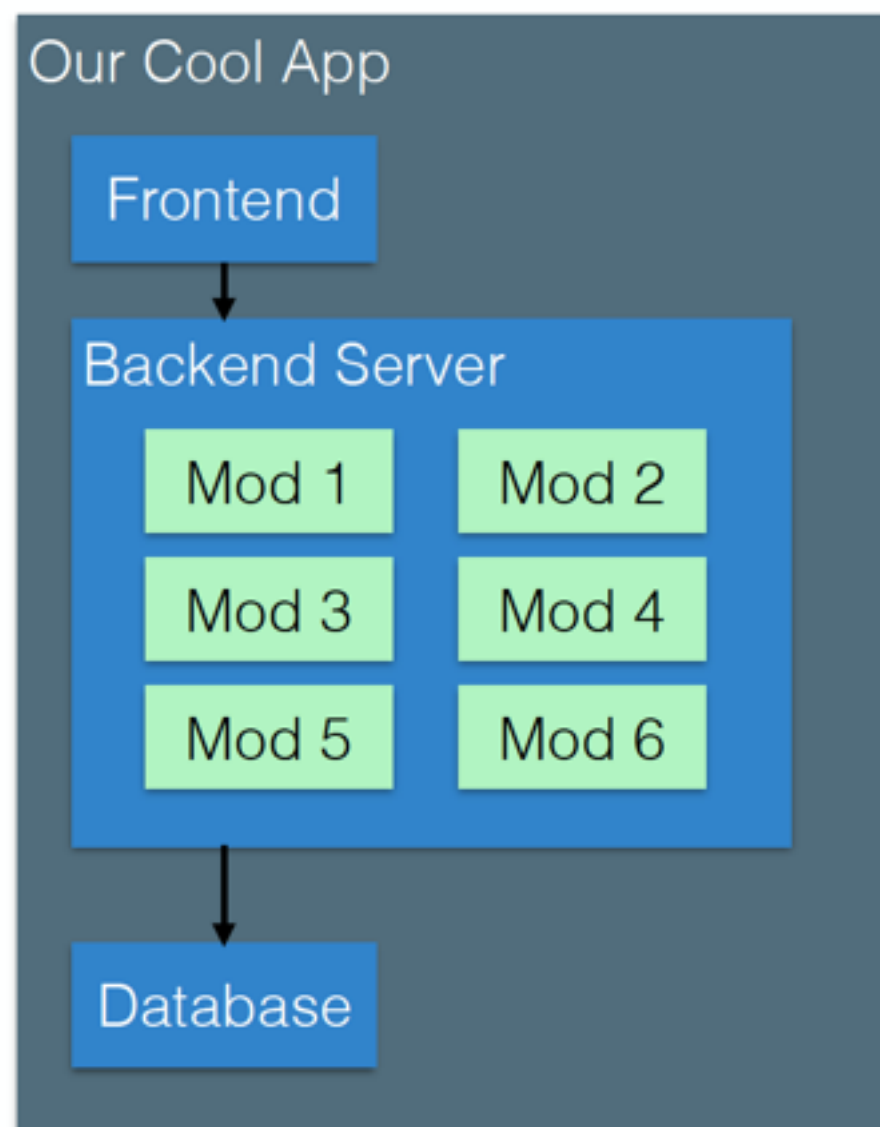 Our Cool App
Frontend
Backend Server
Mod 1 Mod 2
Mod 3 Mod 4
Mod 5 Mod 6
Database